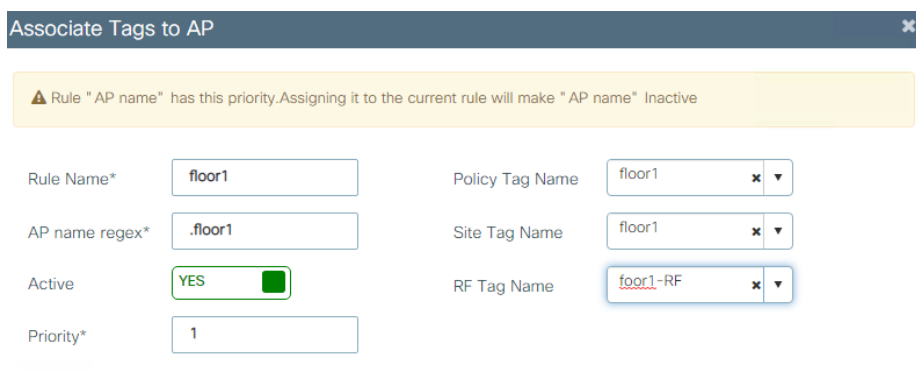 Associate Tags to AP
Rule "AP name" has this priority.Assigning it to the current rule will make "AP name" Inactive
Rule Name*
floor1
Policy Tag Name
floor1
AP name regex*
.floor1
Site Tag Name
floor1
Active
YES
RF Tag Name
foor1-RF
Priority*
1